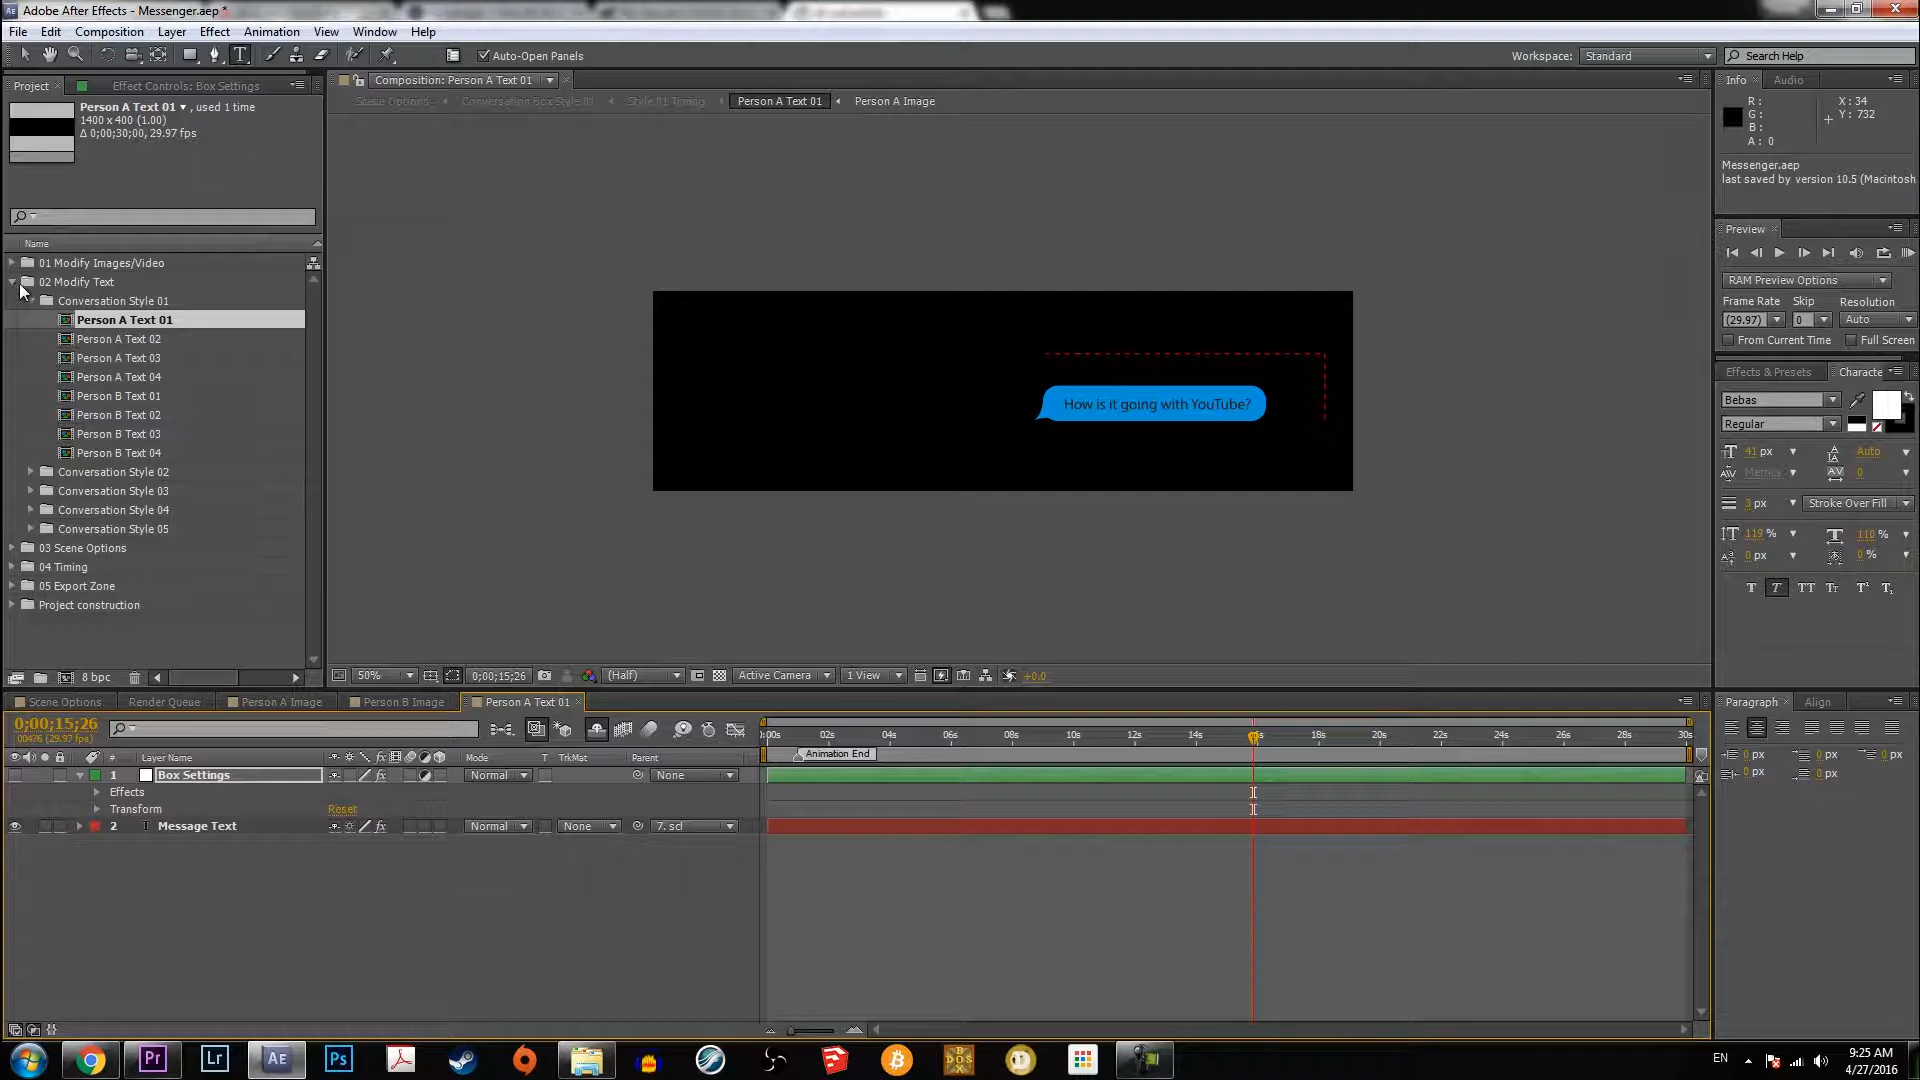 Adobe After Effects - Messenger.aep *
File Edit Composition Layer Effect Animation View Window Help
Auto-Open Panels
Workspace: Standard
Search Help
Project Effect Controls: Box Settings
Composition: Person A Text 01
Info Audio
Scene Options Conversation Box Style 01 Style 01 Timing Person A Text 01 Person A Image
Person A Text 01 , used 1 time
1400 x 400 (1.00)
Δ 0;00;30;00, 29.97 fps
R:
G:
B:
A: 0
X: 34
Y: 732
Messenger.aep
last saved by version 10.5 (Macintosh
Name
01 Modify Images/Video
02 Modify Text
Conversation Style 01
Person A Text 01
Person A Text 02
Person A Text 03
Person A Text 04
Person B Text 01
Person B Text 02
Person B Text 03
Person B Text 04
Conversation Style 02
Conversation Style 03
Conversation Style 04
Conversation Style 05
03 Scene Options
04 Timing
05 Export Zone
Project construction
8 bpc
How is it going with YouTube?
50% 0;00;15;26 (Half) Active Camera 1 View +0.0
Preview
RAM Preview Options
Frame Rate Skip Resolution
(29.97) 0 Auto
From Current Time Full Screen
Effects & Presets Characte
Bebas
Regular
41 px Auto
Metrics 0
3 px Stroke Over Fill
119 % 110 %
0 px 0 %
T T TT Tr T¹ T₁
Scene Options Render Queue Person A Image Person B Image Person A Text 01
0;00;15;26
00476 (29.97 fps)
:00s 02s 04s 06s 08s 10s 12s 14s 18s 20s 22s 24s 26s 28s 30s
Animation End
# Layer Name Mode T TrkMat Parent
1 Box Settings Normal None
Effects
Transform Reset
2 Message Text Normal None 7. scl
Paragraph Align
0 px 0 px 0 px
0 px 0 px
Pr Lr Ae Ps
EN
9:25 AM
4/27/2016